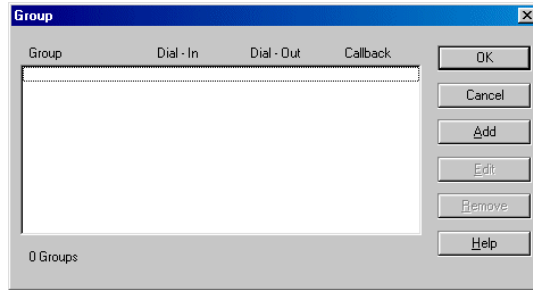 Group
Group Dial - In Dial - Out Callback
OK
Cancel
Add
Edit
Remove
Help
0 Groups